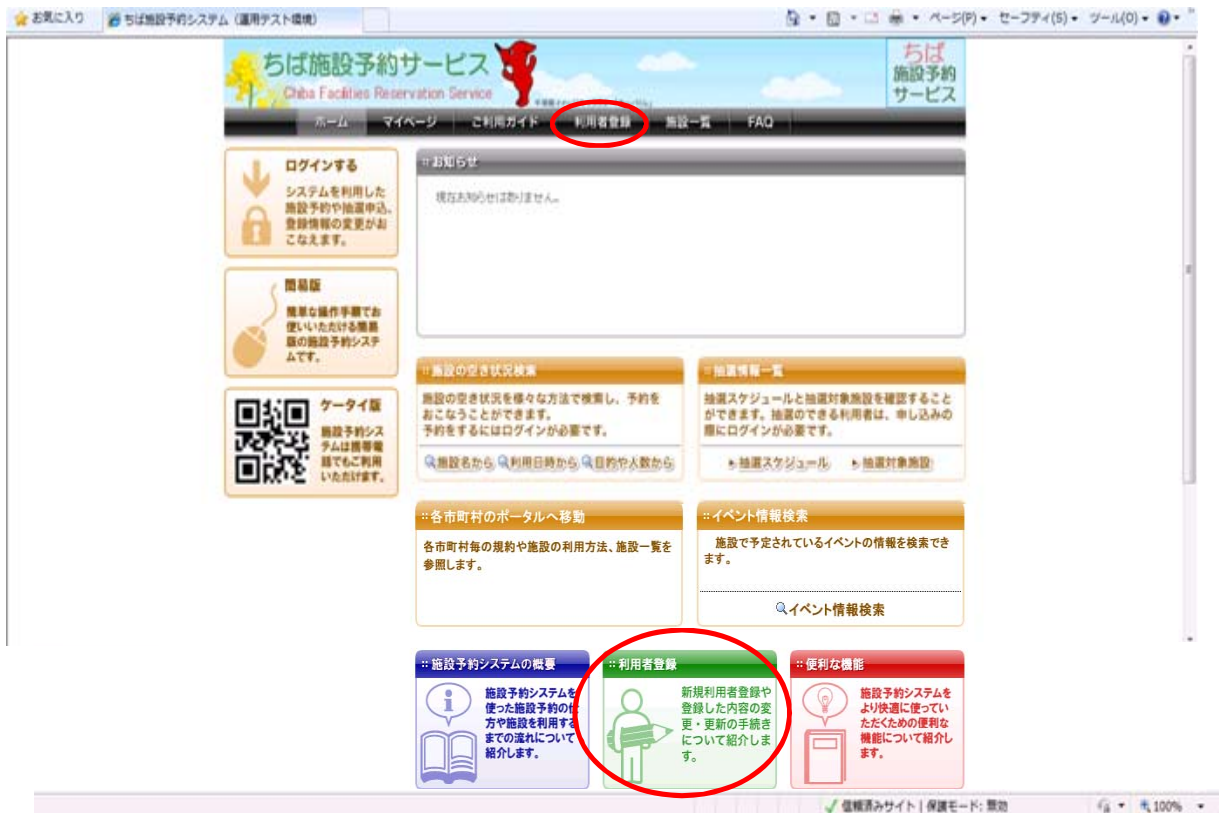 お気に入り
ちば施設予約システム（運用テスト環境）
ページ(P)
セーフティ(S)
ツール(O)
ちば施設予約サービス
Chiba Facilities Reservation Service
ちば
施設予約
サービス
ホーム
マイページ
ご利用ガイド
利用者登録
施設一覧
FAQ
ログインする
システムを利用した
施設予約や抽選申込、
登録情報の変更がお
こなえます。
簡易版
簡単な操作手順でお
使いいただける簡易
版の施設予約システ
ムです。
ケータイ版
施設予約シス
テムは携帯電
話でもご利用
いただけます。
お知らせ
現在お知らせはありません。
施設の空き状況検索
施設の空き状況を様々な方法で検索し、予約を
おこなうことができます。
予約をするにはログインが必要です。
施設名から 利用日時から 目的や人数から
抽選情報一覧
抽選スケジュールと抽選対象施設を確認すること
ができます。抽選のできる利用者は、申し込みの
際にログインが必要です。
抽選スケジュール 抽選対象施設
各市町村のポータルへ移動
各市町村毎の規約や施設の利用方法、施設一覧を
参照します。
イベント情報検索
施設で予定されているイベントの情報を検索でき
ます。
イベント情報検索
施設予約システムの概要
施設予約システムを
使った施設予約の仕
方や施設を利用する
までの流れについて
紹介します。
利用者登録
新規利用者登録や
登録した内容の変
更・更新の手続き
について紹介しま
す。
便利な機能
施設予約システムを
より快適に使ってい
ただくための便利な
機能について紹介し
ます。
信頼済みサイト | 保護モード: 無効
100%